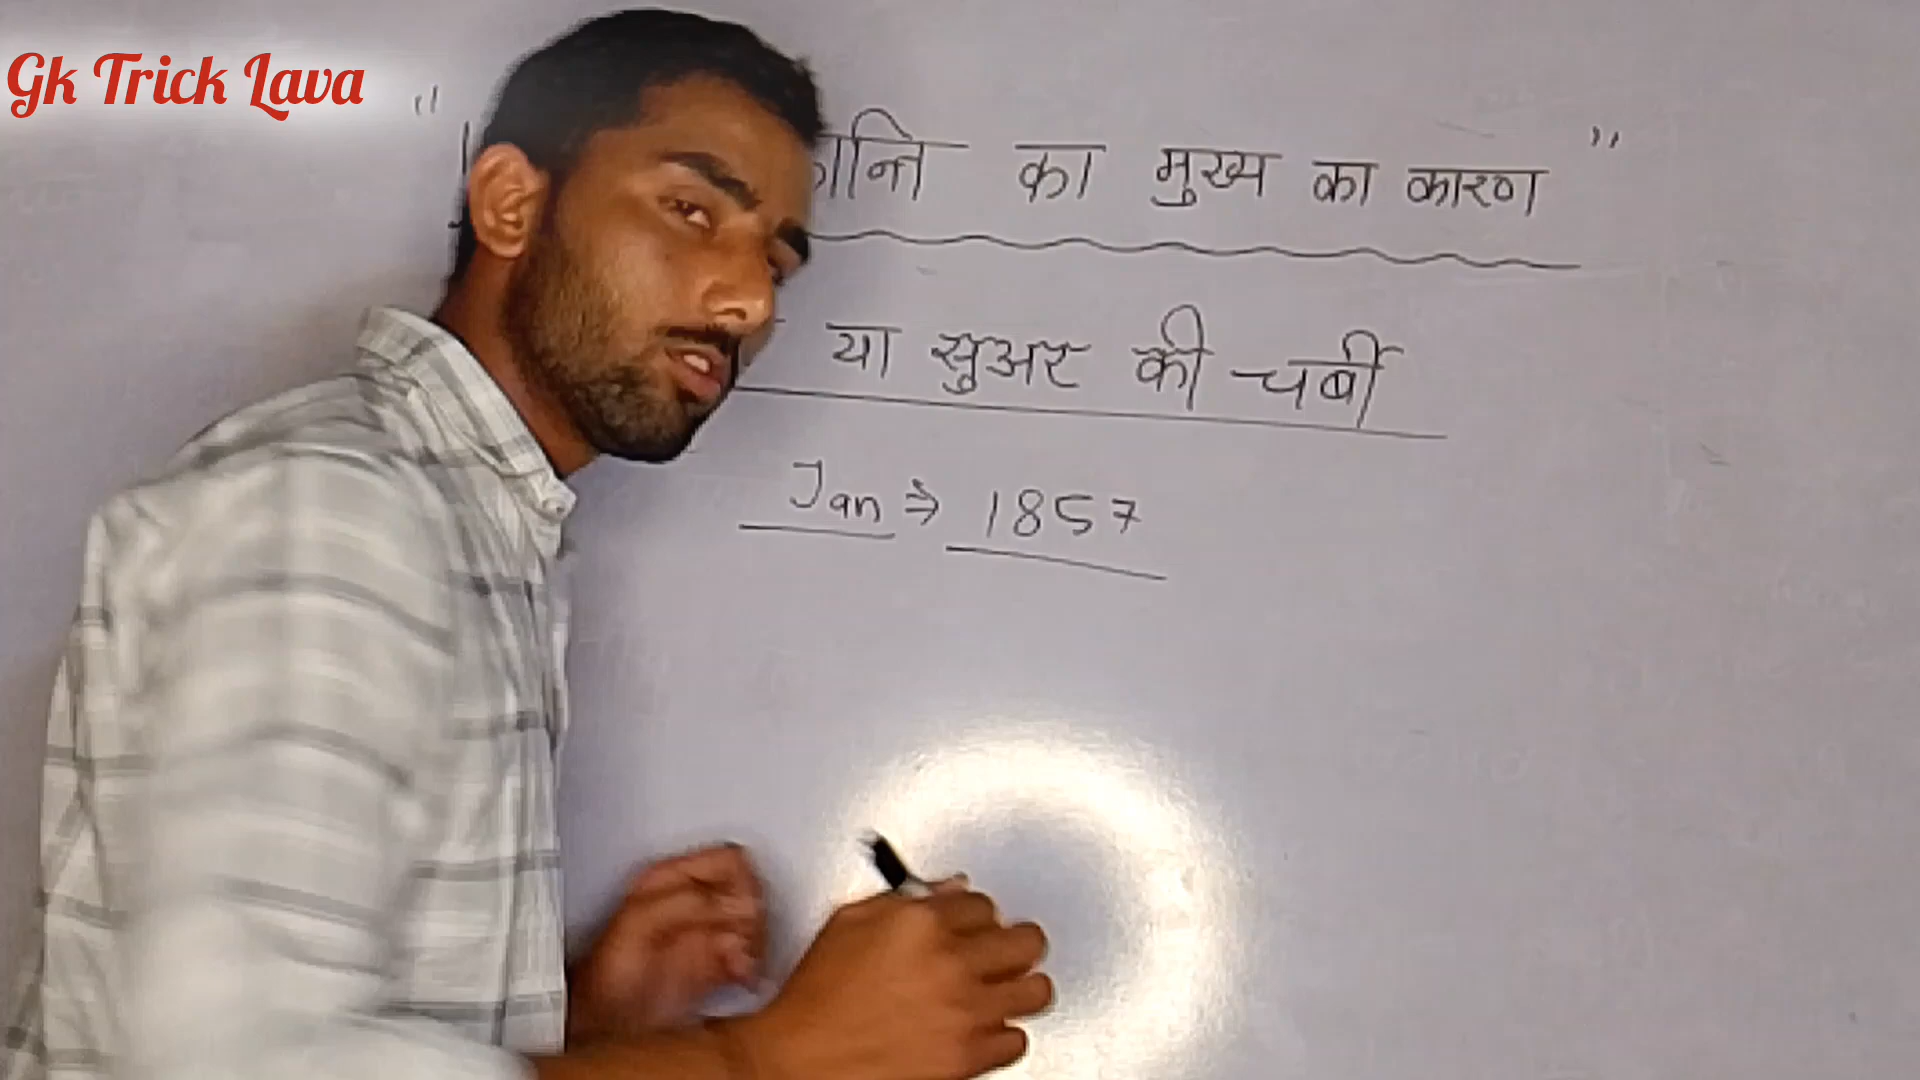 Gk Trick Lava
" का मुख्य का कारण "
या सुअर की चर्बी
Jan ⇒ 1857